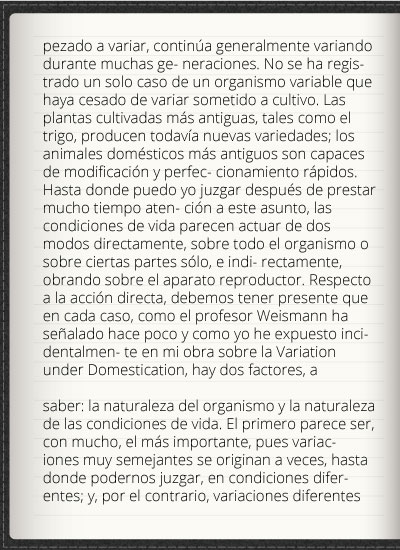 pezado a variar, continúa generalmente variando
durante muchas ge- neraciones. No se ha regis-
trado un solo caso de un organismo variable que
haya cesado de variar sometido a cultivo. Las
plantas cultivadas más antiguas, tales como el
trigo, producen todavía nuevas variedades; los
animales domésticos más antiguos son capaces
de modificación y perfec- cionamiento rápidos.
Hasta donde puedo yo juzgar después de prestar
mucho tiempo aten- ción a este asunto, las
condiciones de vida parecen actuar de dos
modos directamente, sobre todo el organismo o
sobre ciertas partes sólo, e indi- rectamente,
obrando sobre el aparato reproductor. Respecto
a la acción directa, debemos tener presente que
en cada caso, como el profesor Weismann ha
señalado hace poco y como yo he expuesto inci-
dentalmen- te en mi obra sobre la Variation
under Domestication, hay dos factores, a
saber: la naturaleza del organismo y la naturaleza
de las condiciones de vida. El primero parece ser,
con mucho, el más importante, pues variac-
iones muy semejantes se originan a veces, hasta
donde podernos juzgar, en condiciones difer-
entes; y, por el contrario, variaciones diferentes